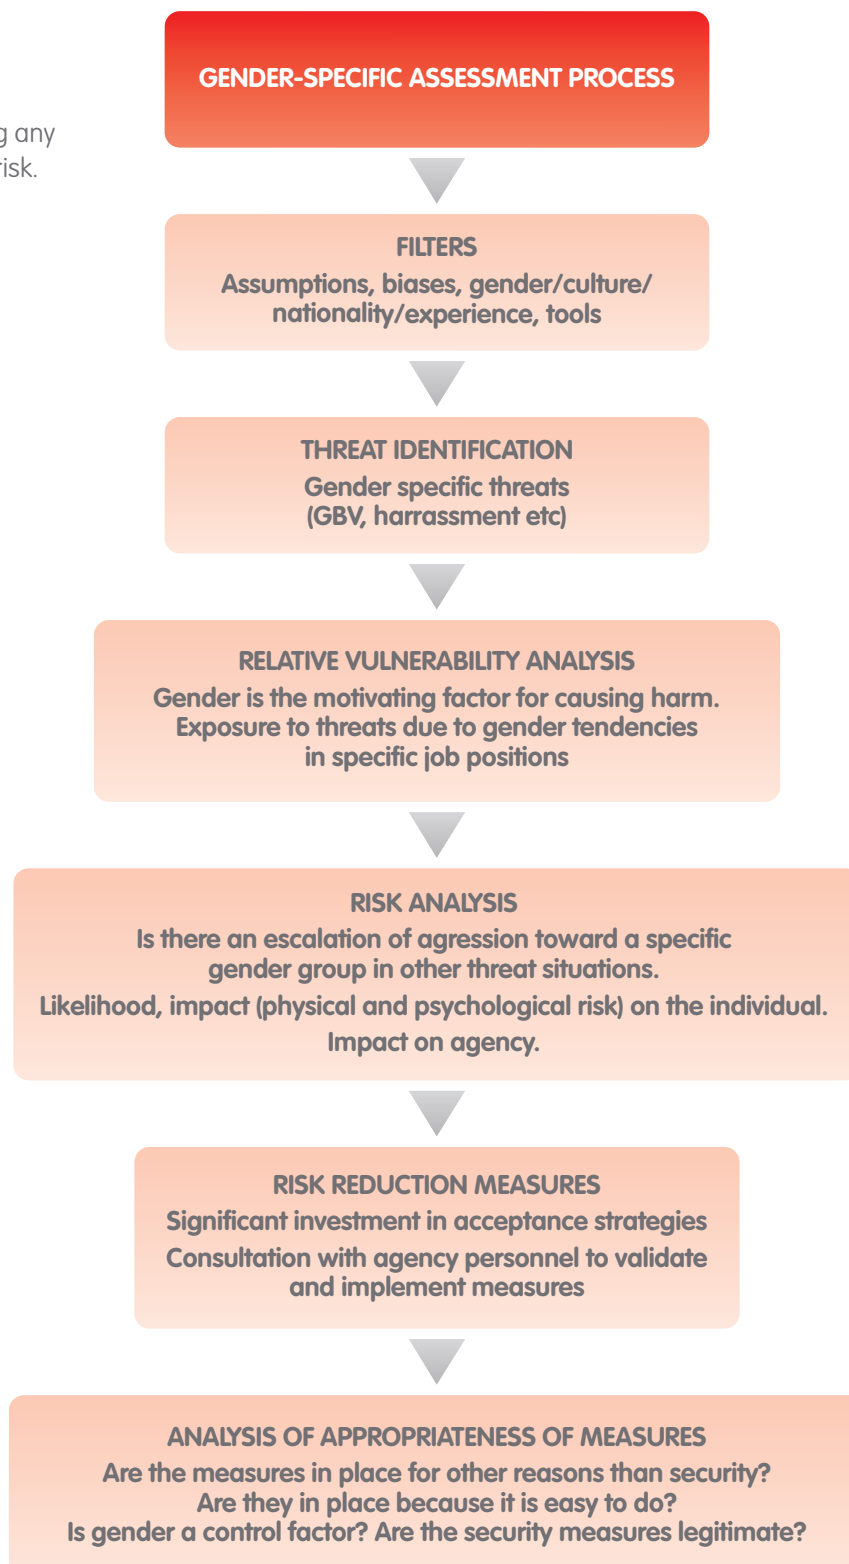 GENDER-SPECIFIC ASSESSMENT PROCESS
g any
risk.
FILTERS
Assumptions, biases, gender/culture/
nationality/experience, tools
THREAT IDENTIFICATION
Gender specific threats
(GBV, harrassment etc)
RELATIVE VULNERABILITY ANALYSIS
Gender is the motivating factor for causing harm.
Exposure to threats due to gender tendencies
in specific job positions
RISK ANALYSIS
Is there an escalation of agression toward a specific
gender group in other threat situations.
Likelihood, impact (physical and psychological risk) on the individual.
Impact on agency.
RISK REDUCTION MEASURES
Significant investment in acceptance strategies
Consultation with agency personnel to validate
and implement measures
ANALYSIS OF APPROPRIATENESS OF MEASURES
Are the measures in place for other reasons than security?
Are they in place because it is easy to do?
Is gender a control factor? Are the security measures legitimate?